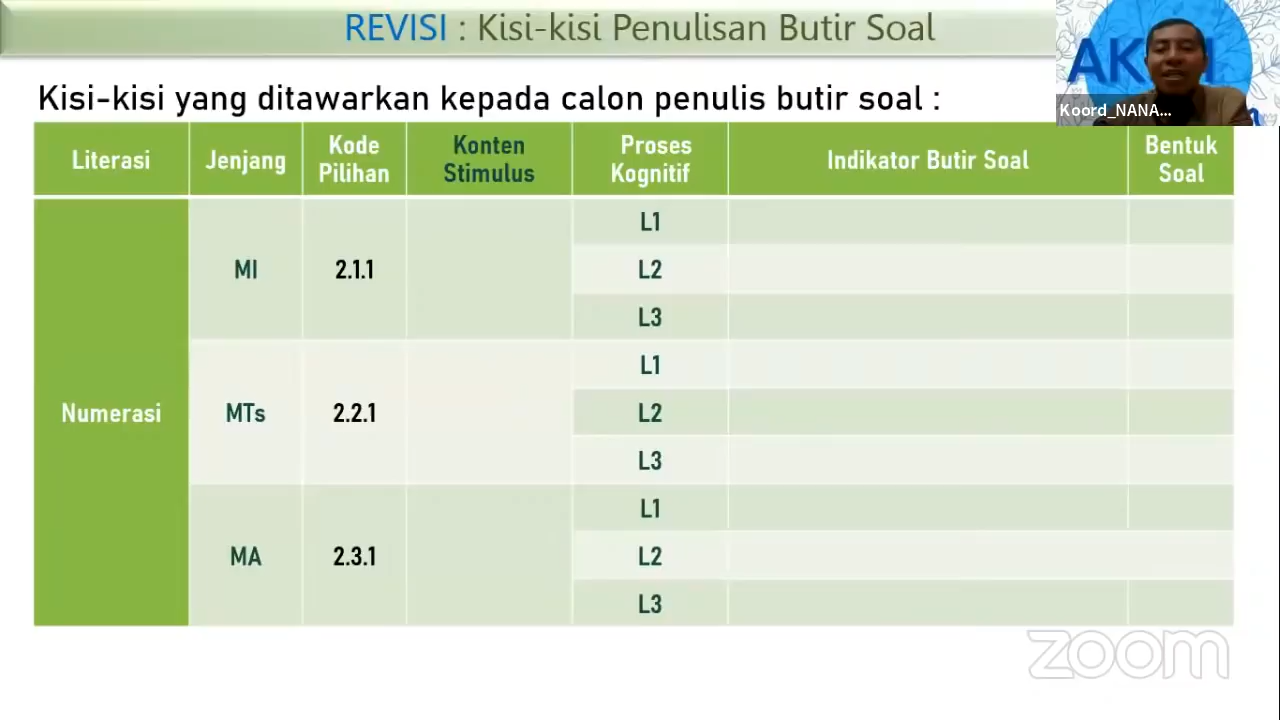 REVISI : Kisi-kisi Penulisan Butir Soal
Koord_NANA...
Kisi-kisi yang ditawarkan kepada calon penulis butir soal :
Literasi Jenjang Kode Pilihan Konten Stimulus Proses Kognitif Indikator Butir Soal Bentuk Soal
Numerasi
MI 2.1.1
L1
L2
L3
MTs 2.2.1
L1
L2
L3
MA 2.3.1
L1
L2
L3
zoom